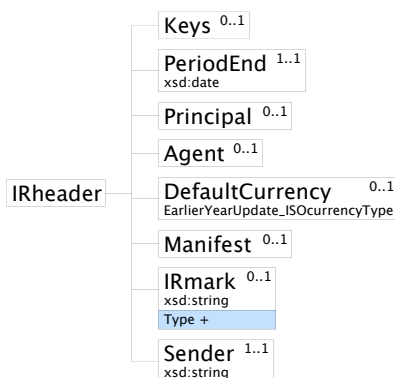 Keys 0..1
PeriodEnd 1..1
xsd:date
Principal 0..1
Agent 0..1
IRheader
DefaultCurrency 0..1
EarlierYearUpdate_ISOcurrencyType
Manifest 0..1
IRmark 0..1
xsd:string
Type +
Sender 1..1
xsd:string